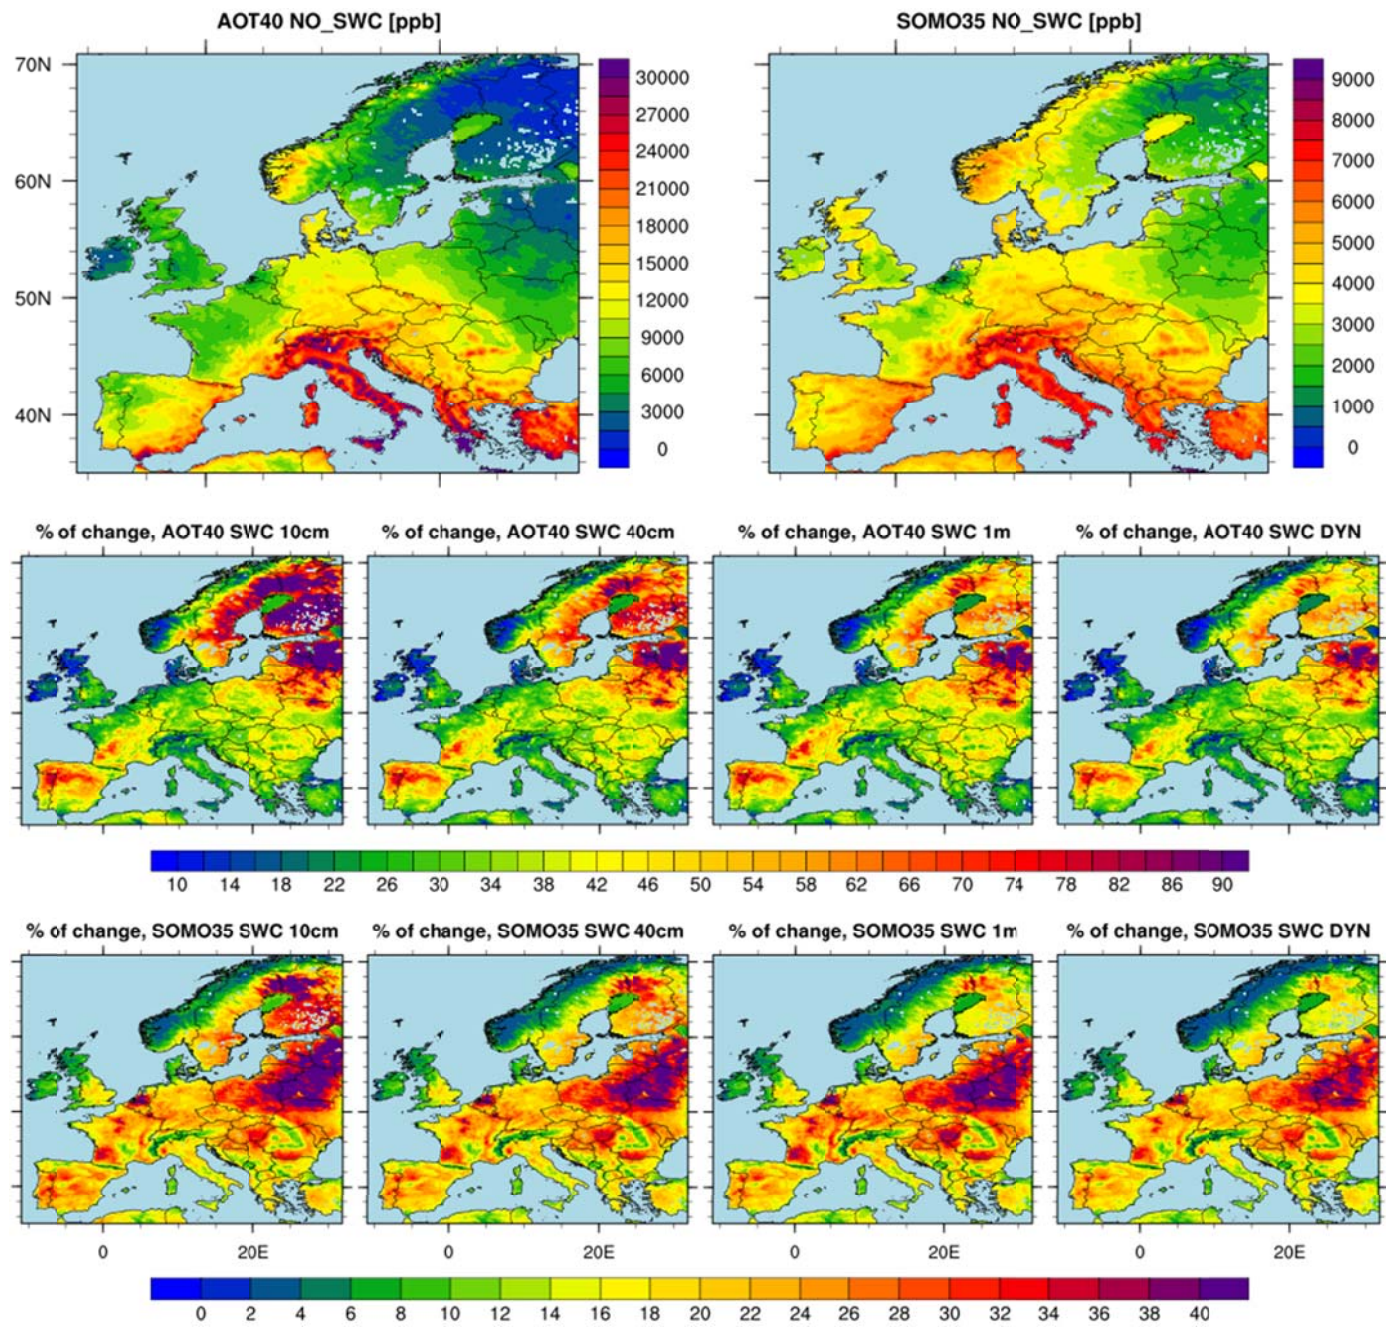 AOT40 NO_SWC [ppb]
SOMO35 NO_SWC [ppb]
70N
60N
50N
40N
30000
27000
24000
21000
18000
15000
12000
9000
6000
3000
0
9000
8000
7000
6000
5000
4000
3000
2000
1000
0
% of change, AOT40 SWC 10cm
% of change, AOT40 SWC 40cm
% of change, AOT40 SWC 1m
% of change, AOT40 SWC DYN
10 14 18 22 26 30 34 38 42 46 50 54 58 62 66 70 74 78 82 86 90
% of change, SOMO35 SWC 10cm
% of change, SOMO35 SWC 40cm
% of change, SOMO35 SWC 1m
% of change, SOMO35 SWC DYN
0 20E 0 20E 0 20E 0 20E
0 2 4 6 8 10 12 14 16 18 20 22 24 26 28 30 32 34 36 38 40